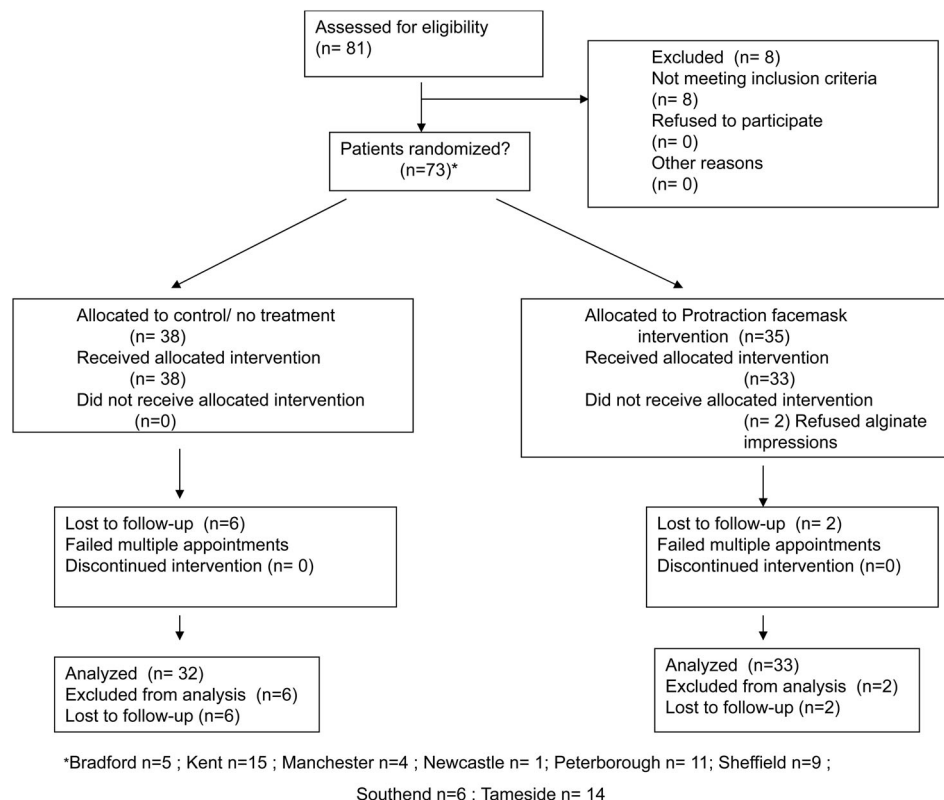 Assessed for eligibility
(n= 81)
Excluded (n= 8)
Not meeting inclusion criteria
(n= 8)
Refused to participate
(n= 0)
Other reasons
(n= 0)
Patients randomized?
(n=73)*
Allocated to control/ no treatment
(n= 38)
Received allocated intervention
(n= 38)
Did not receive allocated intervention
(n=0)
Allocated to Protraction facemask
intervention (n=35)
Received allocated intervention
(n=33)
Did not receive allocated intervention
(n= 2) Refused alginate
impressions
Lost to follow-up (n=6)
Failed multiple appointments
Discontinued intervention (n= 0)
Lost to follow-up (n= 2)
Failed multiple appointments
Discontinued intervention (n=0)
Analyzed (n= 32)
Excluded from analysis (n=6)
Lost to follow-up (n=6)
Analyzed (n=33)
Excluded from analysis (n=2)
Lost to follow-up (n=2)
*Bradford n=5 ; Kent n=15 ; Manchester n=4 ; Newcastle n= 1; Peterborough n= 11; Sheffield n=9 ;
Southend n=6 ; Tameside n= 14